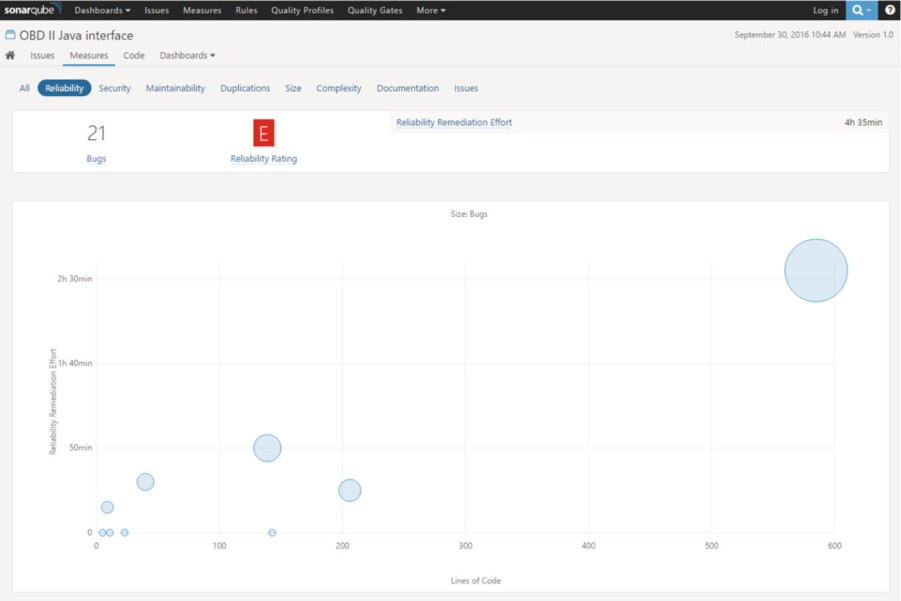 sonarqube Dashboards Issues Measures Rules Quality Profiles Quality Gates More Log in
OBD II Java interface September 30, 2016 10:44 AM Version 1.0
Issues Measures Code Dashboards
All Reliability Security Maintainability Duplications Size Complexity Documentation Issues
21 E Reliability Remediation Effort 4h 35min
Bugs Reliability Rating
Size: Bugs
2h 30min
1h 40min
Reliability Remediation Effort
50min
0
0 100 200 300 400 500 600
Lines of Code